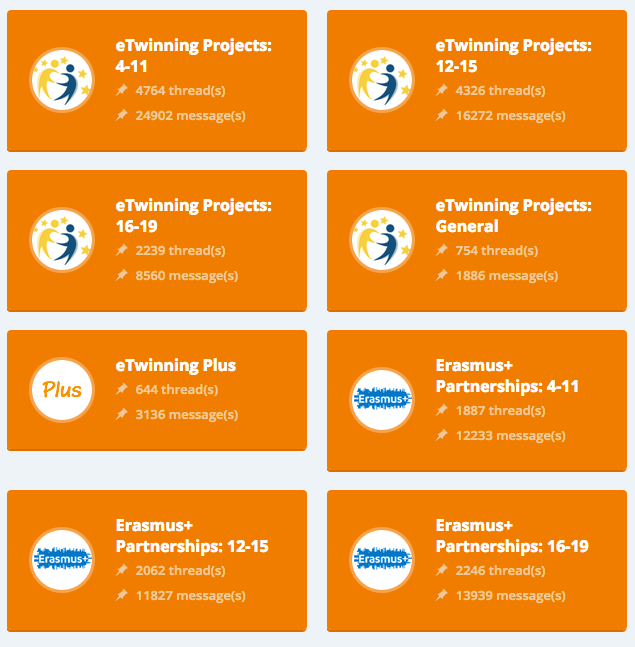 eTwinning Projects:
4-11
4764 thread(s)
24902 message(s)
eTwinning Projects:
12-15
4326 thread(s)
16272 message(s)
eTwinning Projects:
16-19
2239 thread(s)
8560 message(s)
eTwinning Projects:
General
754 thread(s)
1886 message(s)
Plus
eTwinning Plus
644 thread(s)
3136 message(s)
Erasmus+
Erasmus+
Partnerships: 4-11
1887 thread(s)
12233 message(s)
Erasmus+
Erasmus+
Partnerships: 12-15
2062 thread(s)
11827 message(s)
Erasmus+
Erasmus+
Partnerships: 16-19
2246 thread(s)
13939 message(s)